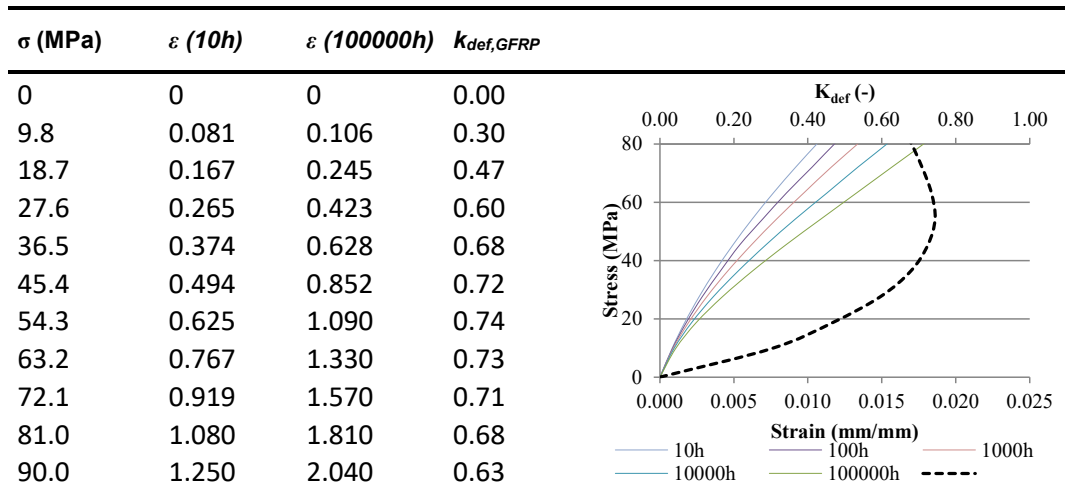 σ (MPa) ε (10h) ε (100000h) kdef,GFRP
0 0 0 0.00
9.8 0.081 0.106 0.30
18.7 0.167 0.245 0.47
27.6 0.265 0.423 0.60
36.5 0.374 0.628 0.68
45.4 0.494 0.852 0.72
54.3 0.625 1.090 0.74
63.2 0.767 1.330 0.73
72.1 0.919 1.570 0.71
81.0 1.080 1.810 0.68
90.0 1.250 2.040 0.63
Kdef (-)
0.00 0.20 0.40 0.60 0.80 1.00
80
60
40
20
0
Stress (MPa)
0.000 0.005 0.010 0.015 0.020 0.025
Strain (mm/mm)
10h 100h 1000h
10000h 100000h